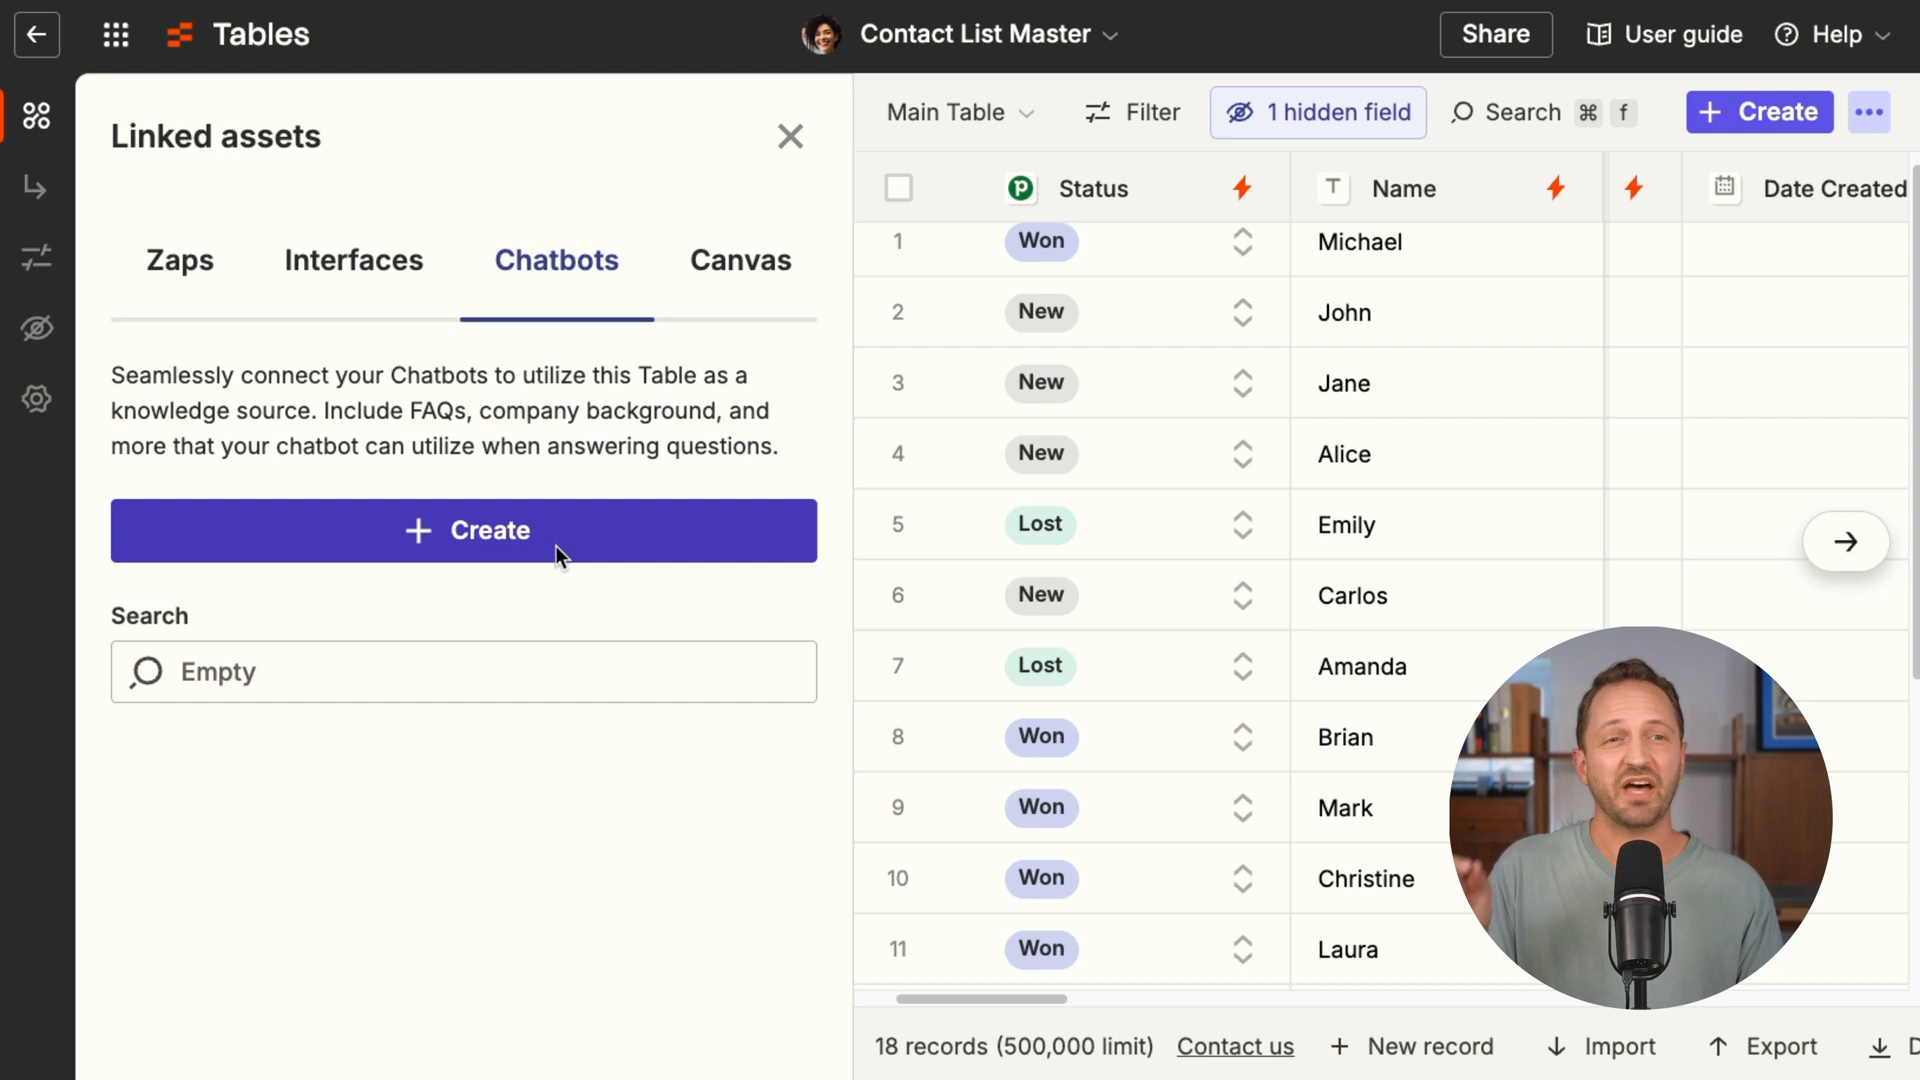 Tables
Contact List Master
Share
User guide
Help
Linked assets
Zaps
Interfaces
Chatbots
Canvas
Seamlessly connect your Chatbots to utilize this Table as a
knowledge source. Include FAQs, company background, and
more that your chatbot can utilize when answering questions.
+ Create
Search
Empty
Main Table
Filter
1 hidden field
Search ⌘ f
+ Create
Status
T Name
Date Created
1 Won Michael
2 New John
3 New Jane
4 New Alice
5 Lost Emily
6 New Carlos
7 Lost Amanda
8 Won Brian
9 Won Mark
10 Won Christine
11 Won Laura
18 records (500,000 limit) Contact us + New record Import Export D